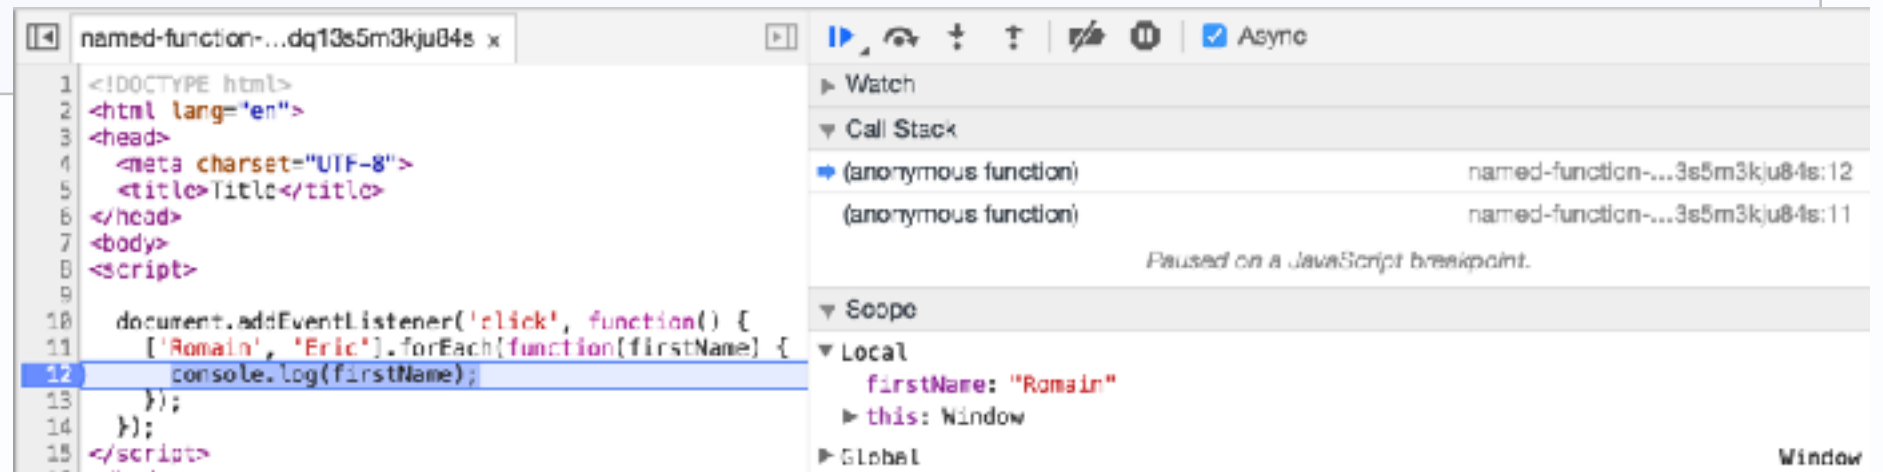 named-function-...dq13s5m3kju84s x
1 <!DOCTYPE html>
2 <html lang="en">
3 <head>
4 <meta charset="UTF-8">
5 <title>Title</title>
6 </head>
7 <body>
8 <script>
9
10 document.addEventListener('click', function() {
11 ['Romain', 'Eric'].forEach(function(firstName) {
12 console.log(firstName);
13 });
14 });
15 </script>
Async
Watch
Call Stack
(anonymous function) named-function-...3s5m3kju84s:12
(anonymous function) named-function-...3s5m3kju84s:11
Paused on a JavaScript breakpoint.
Scope
Local
firstName: "Romain"
this: Window
Global Window